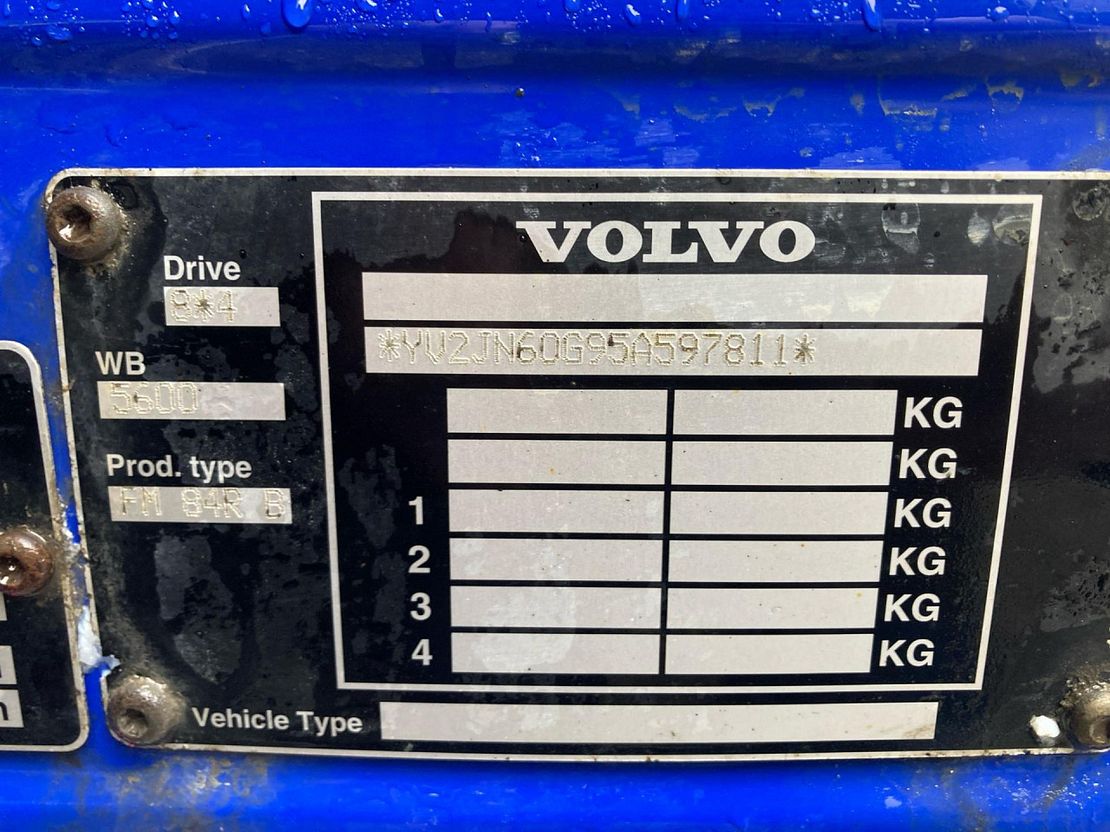 VOLVO
Drive
8*4
*YV2JN60G95A597811*
WB
5600
KG
KG
Prod. type
FM 84R B
1 KG
2 KG
3 KG
4 KG
Vehicle Type